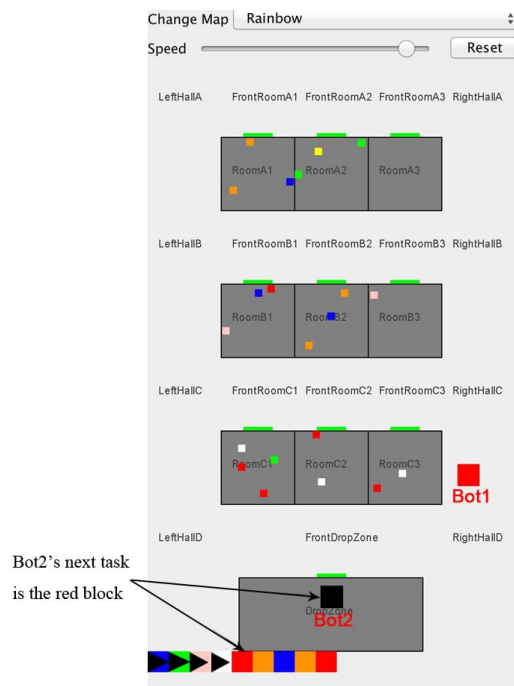 Change Map Rainbow
Speed Reset
LeftHallA FrontRoomA1 FrontRoomA2 FrontRoomA3 RightHallA
RoomA1 RoomA2 RoomA3
LeftHallB FrontRoomB1 FrontRoomB2 FrontRoomB3 RightHallB
RoomB1 RoomB2 RoomB3
LeftHallC FrontRoomC1 FrontRoomC2 FrontRoomC3 RightHallC
RoomC1 RoomC2 RoomC3
Bot1
LeftHallD FrontDropZone RightHallD
Bot2's next task
is the red block
DropZone
Bot2